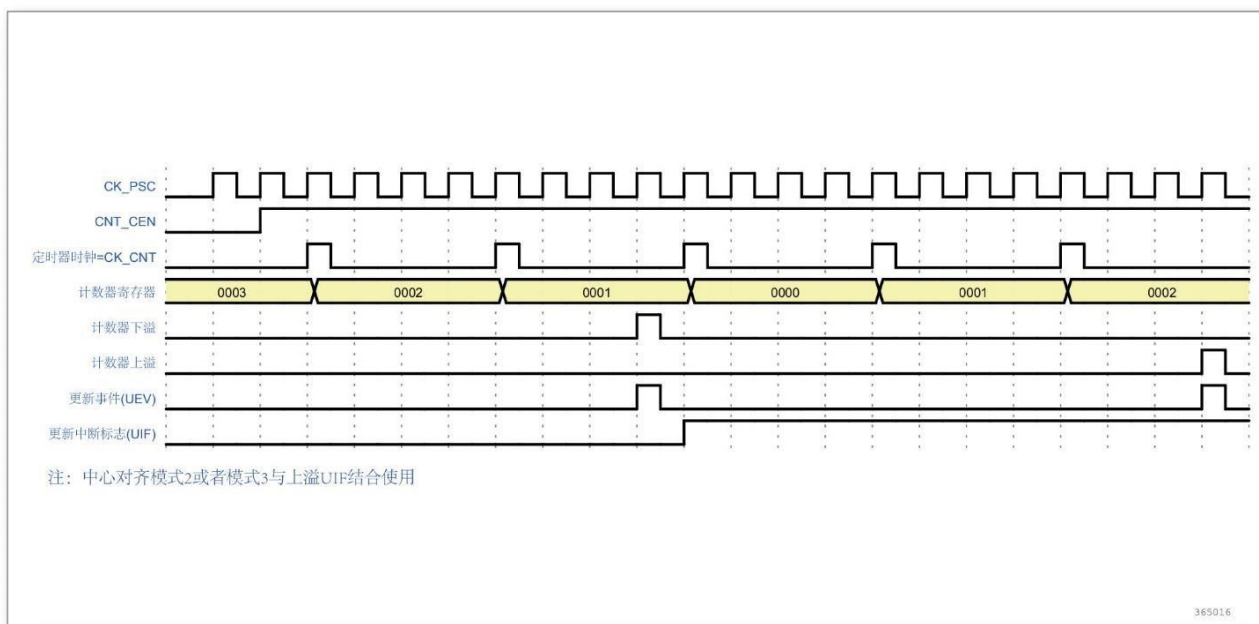 CK_PSC
CNT_CEN
定时器时钟=CK_CNT
计数器寄存器 0003 0002 0001 0000 0001 0002
计数器下溢
计数器上溢
更新事件(UEV)
更新中断标志(UIF)
注：中心对齐模式2或者模式3与上溢UIF结合使用
365016